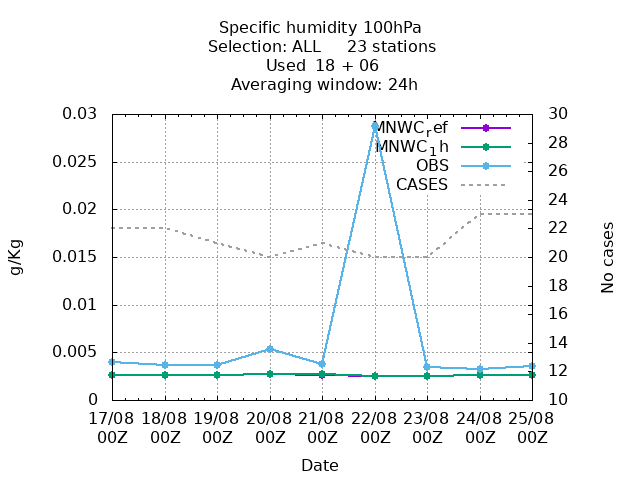 Specific humidity 100hPa
Selection: ALL 23 stations
Used 18 + 06
Averaging window: 24h
0.03
0.025
0.02
0.015
0.01
0.005
0
g/Kg
MNWCref
MNWC1h
OBS
CASES
30
28
26
24
22
20
18
16
14
12
10
No cases
17/08 18/08 19/08 20/08 21/08 22/08 23/08 24/08 25/08
00Z 00Z 00Z 00Z 00Z 00Z 00Z 00Z 00Z
Date